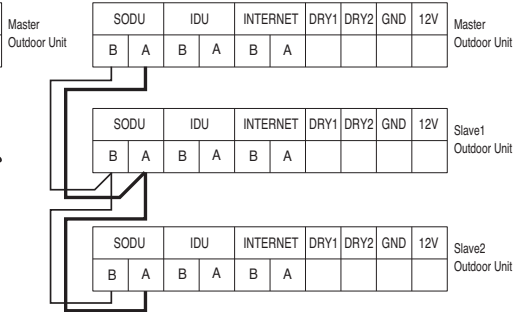 Master
Outdoor Unit
SODU IDU INTERNET DRY1 DRY2 GND 12V
B A B A B A
Master
Outdoor Unit
SODU IDU INTERNET DRY1 DRY2 GND 12V
B A B A B A
Slave1
Outdoor Unit
SODU IDU INTERNET DRY1 DRY2 GND 12V
B A B A B A
Slave2
Outdoor Unit